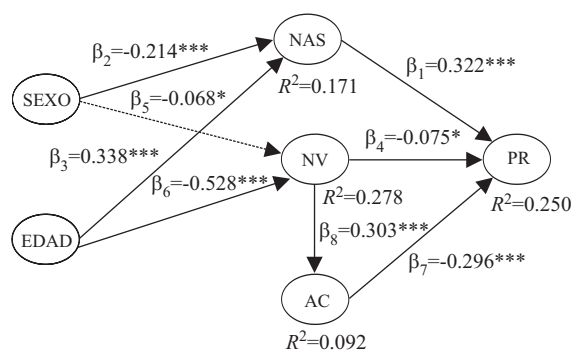 NAS
β2=-0.214***
β1=0.322***
R2=0.171
SEXO
β5=-0.068*
β3=0.338***
NV
β4=-0.075*
PR
β6=-0.528***
R2=0.278
R2=0.250
EDAD
β8=0.303***
β7=-0.296***
AC
R2=0.092